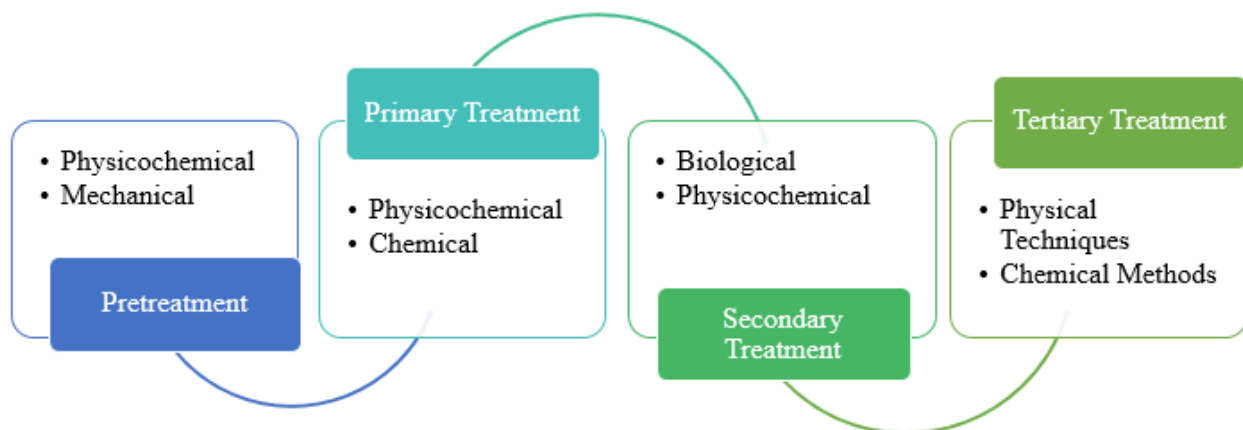 • Physicochemical
• Mechanical
Pretreatment
Primary Treatment
• Physicochemical
• Chemical
• Biological
• Physicochemical
Secondary
Treatment
Tertiary Treatment
• Physical
Techniques
• Chemical Methods